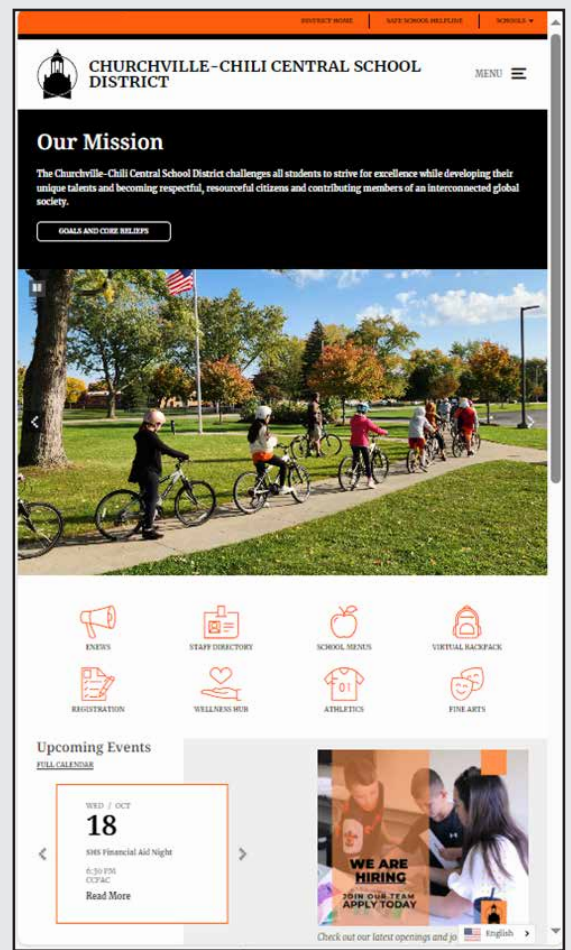 DISTRICT HOME
SAFE SCHOOL HELPLINE
SCHOOLS
CHURCHVILLE-CHILI CENTRAL SCHOOL
DISTRICT
MENU
Our Mission
The Churchville-Chili Central School District challenges all students to strive for excellence while developing their
unique talents and becoming respectful, resourceful citizens and contributing members of an interconnected global
society.
GOALS AND CORE BELIEFS
ENEWS
STAFF DIRECTORY
SCHOOL MENUS
VIRTUAL BACKPACK
REGISTRATION
WELLNESS HUB
01
ATHLETICS
FINE ARTS
Upcoming Events
FULL CALENDAR
WED / OCT
18
SHS Financial Aid Night
6:30 PM
CCPAC
Read More
WE ARE
HIRING
JOIN OUR TEAM
APPLY TODAY
Check out our latest openings and jo
English